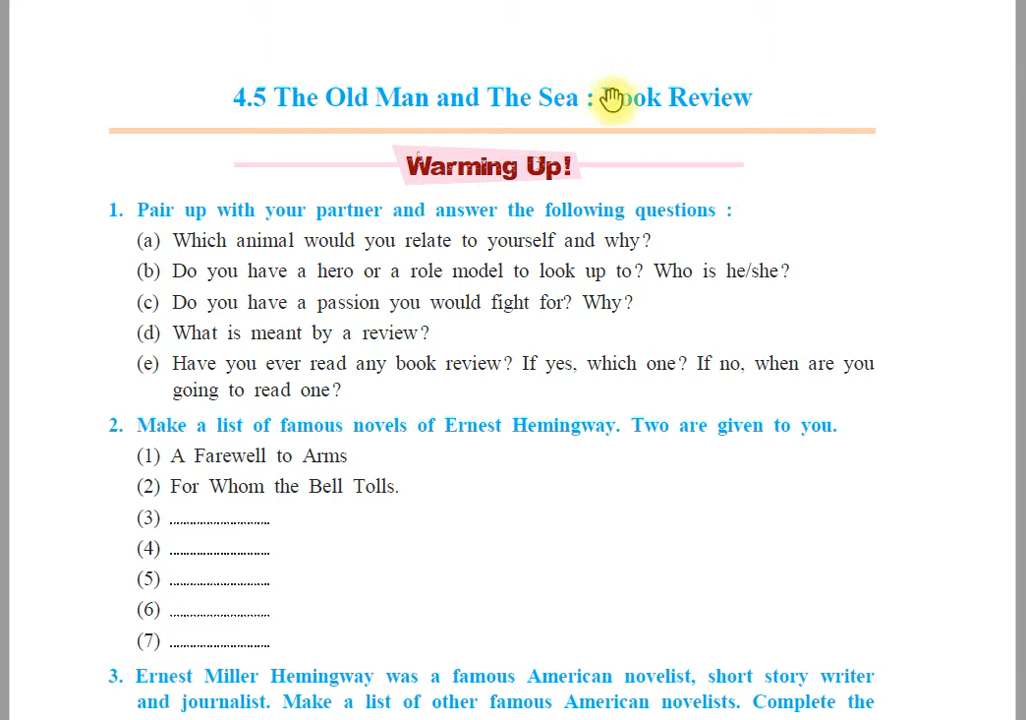 4.5 The Old Man and The Sea : Book Review
Warming Up!
1. Pair up with your partner and answer the following questions :
(a) Which animal would you relate to yourself and why?
(b) Do you have a hero or a role model to look up to? Who is he/she?
(c) Do you have a passion you would fight for? Why?
(d) What is meant by a review?
(e) Have you ever read any book review? If yes, which one? If no, when are you
going to read one?
2. Make a list of famous novels of Ernest Hemingway. Two are given to you.
(1) A Farewell to Arms
(2) For Whom the Bell Tolls.
(3) ..............................
(4) ..............................
(5) ..............................
(6) ..............................
(7) ..............................
3. Ernest Miller Hemingway was a famous American novelist, short story writer
and journalist. Make a list of other famous American novelists. Complete the